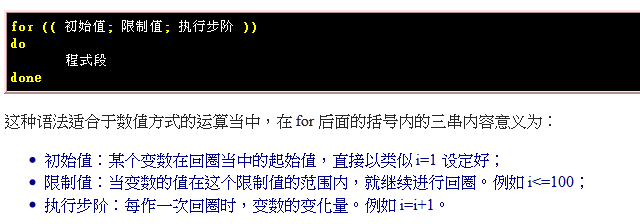 for (( 初始值; 限制值; 执行步阶 ))
do
程式段
done
这种语法适合于数值方式的运算当中，在 for 后面的括号内的三串内容意义为：
初始值：某个变数在回圈当中的起始值，直接以类似 i=1 设定好；
限制值：当变数的值在这个限制值的范围内，就继续进行回圈。例如 i<=100；
执行步阶：每作一次回圈时，变数的变化量。例如 i=i+1。